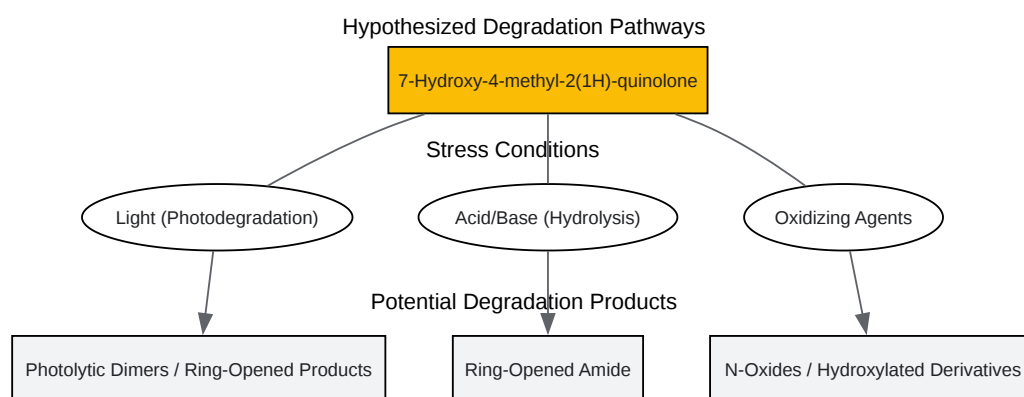 Hypothesized Degradation Pathways
7-Hydroxy-4-methyl-2(1H)-quinolone
Stress Conditions
Light (Photodegradation)
Acid/Base (Hydrolysis)
Oxidizing Agents
Potential Degradation Products
Photolytic Dimers / Ring-Opened Products
Ring-Opened Amide
N-Oxides / Hydroxylated Derivatives